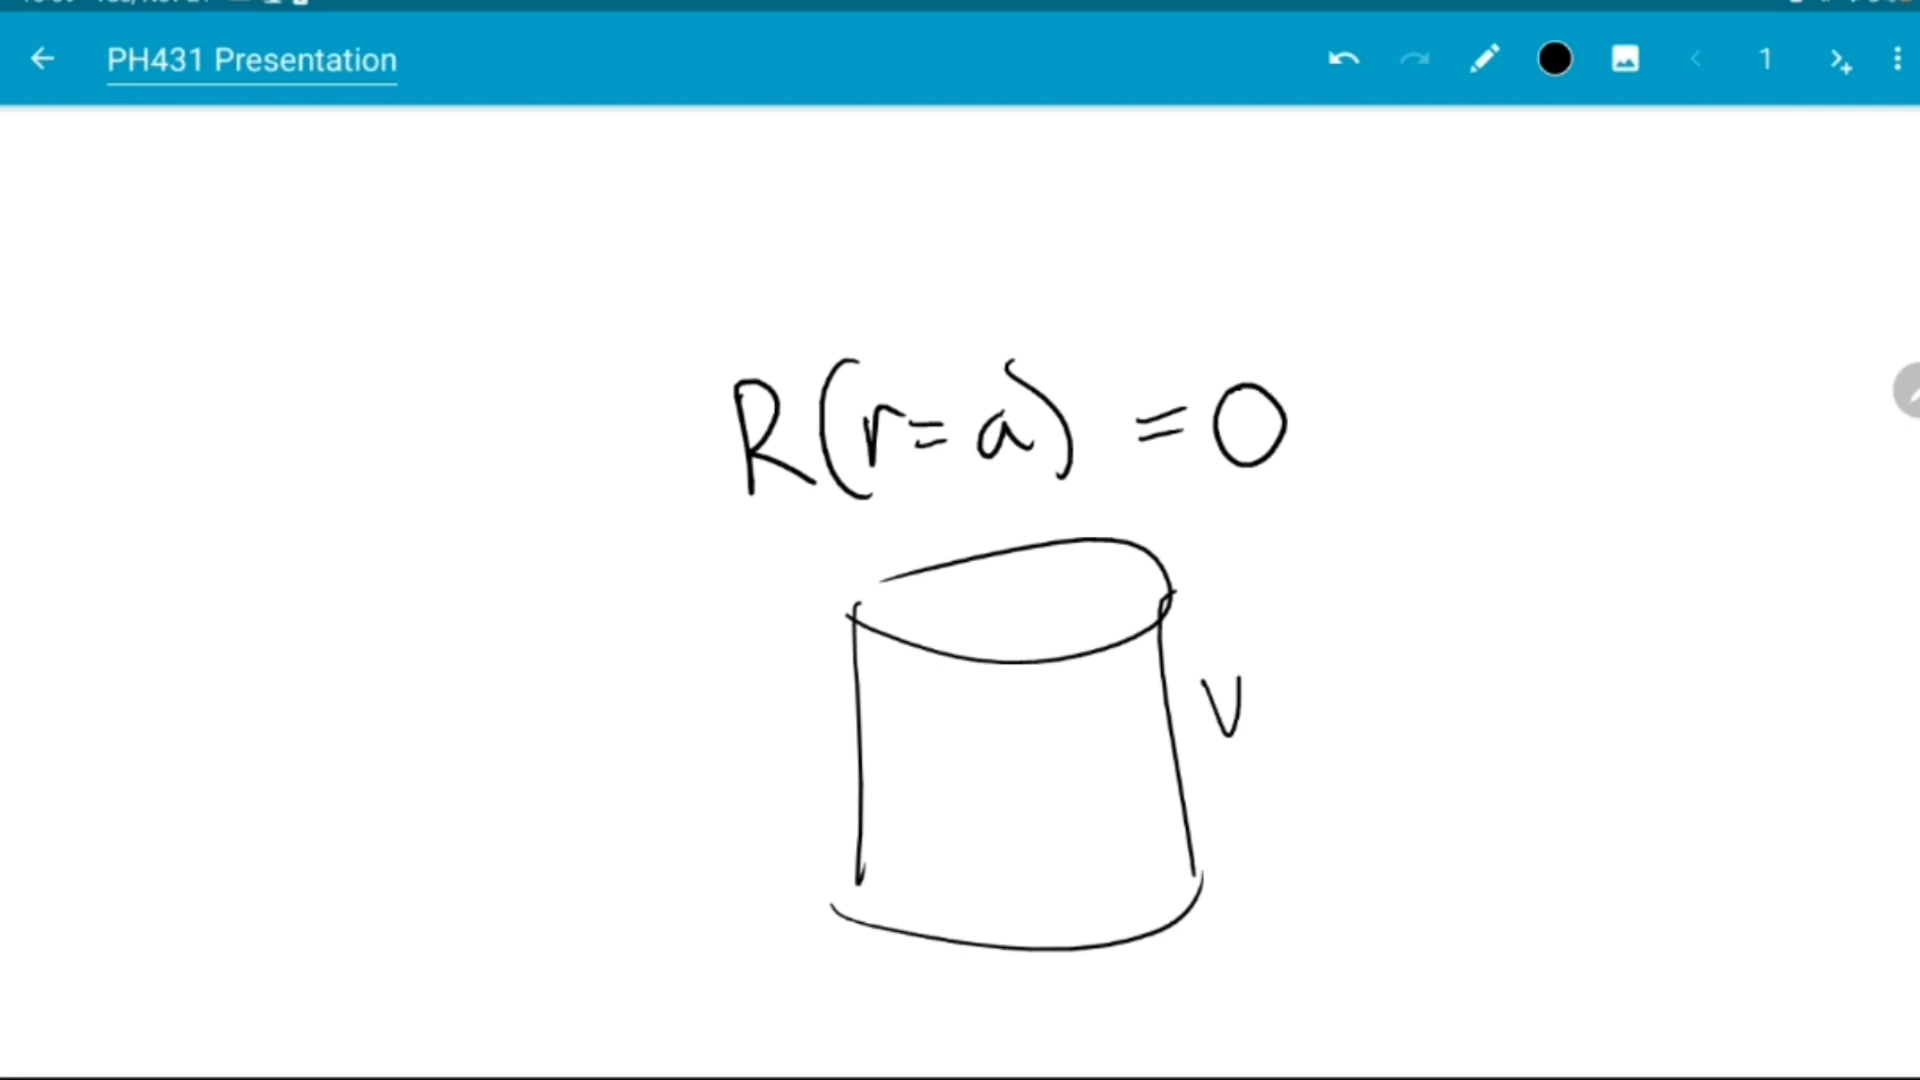 PH431 Presentation
1
R(r=a) = 0
V